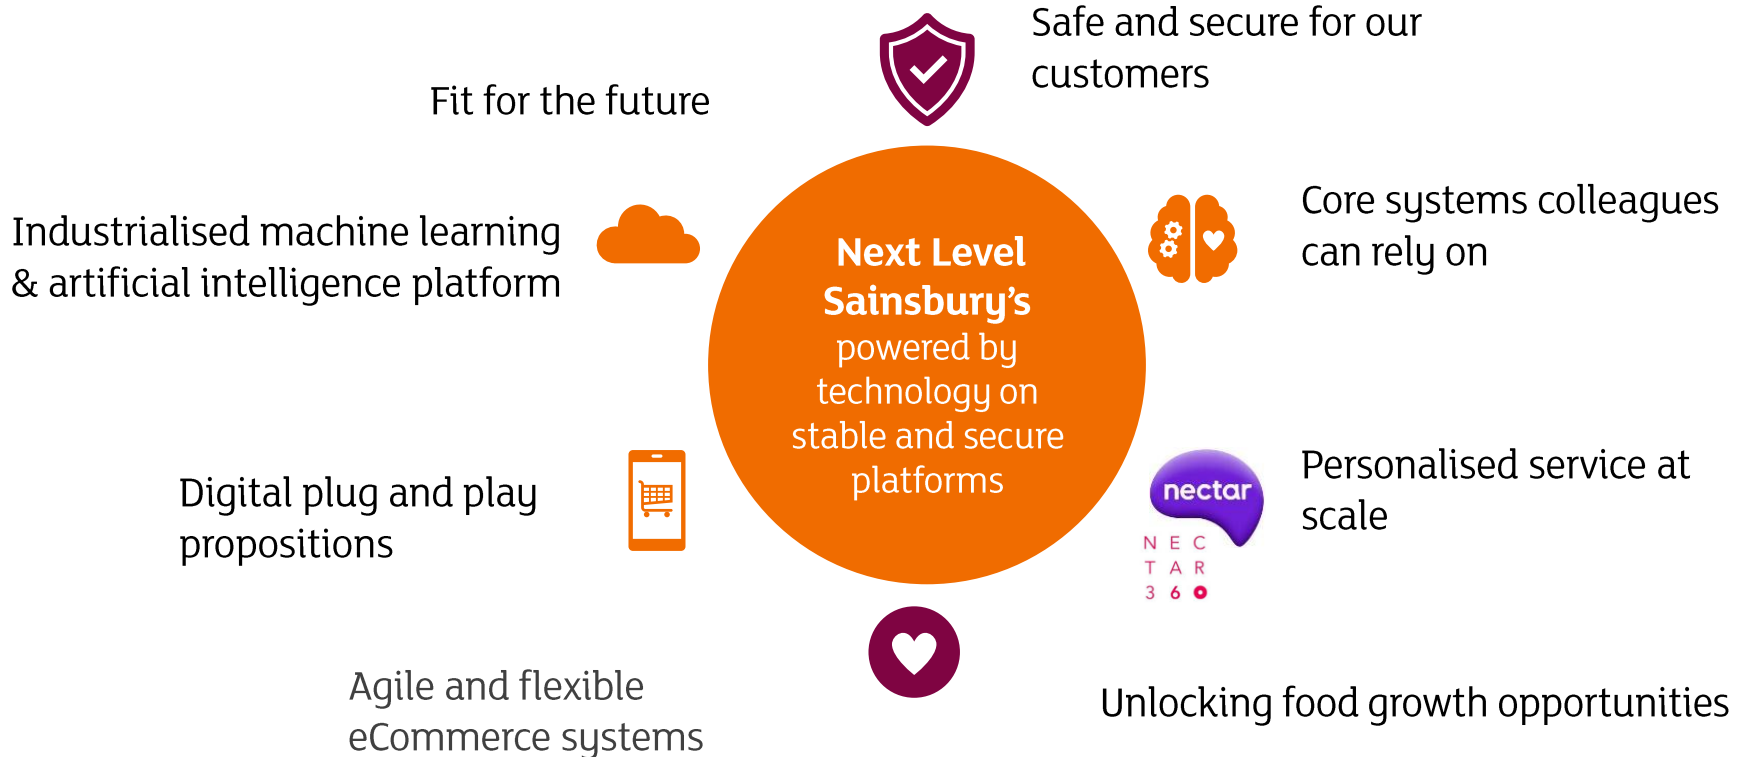 Safe and secure for our
customers
Fit for the future
Core systems colleagues
can rely on
Industrialised machine learning
& artificial intelligence platform
Next Level
Sainsbury’s
powered by
technology on
stable and secure
platforms
Personalised service at
scale
nectar
N E C
T A R
3 6 0
Digital plug and play
propositions
Agile and flexible
eCommerce systems
Unlocking food growth opportunities